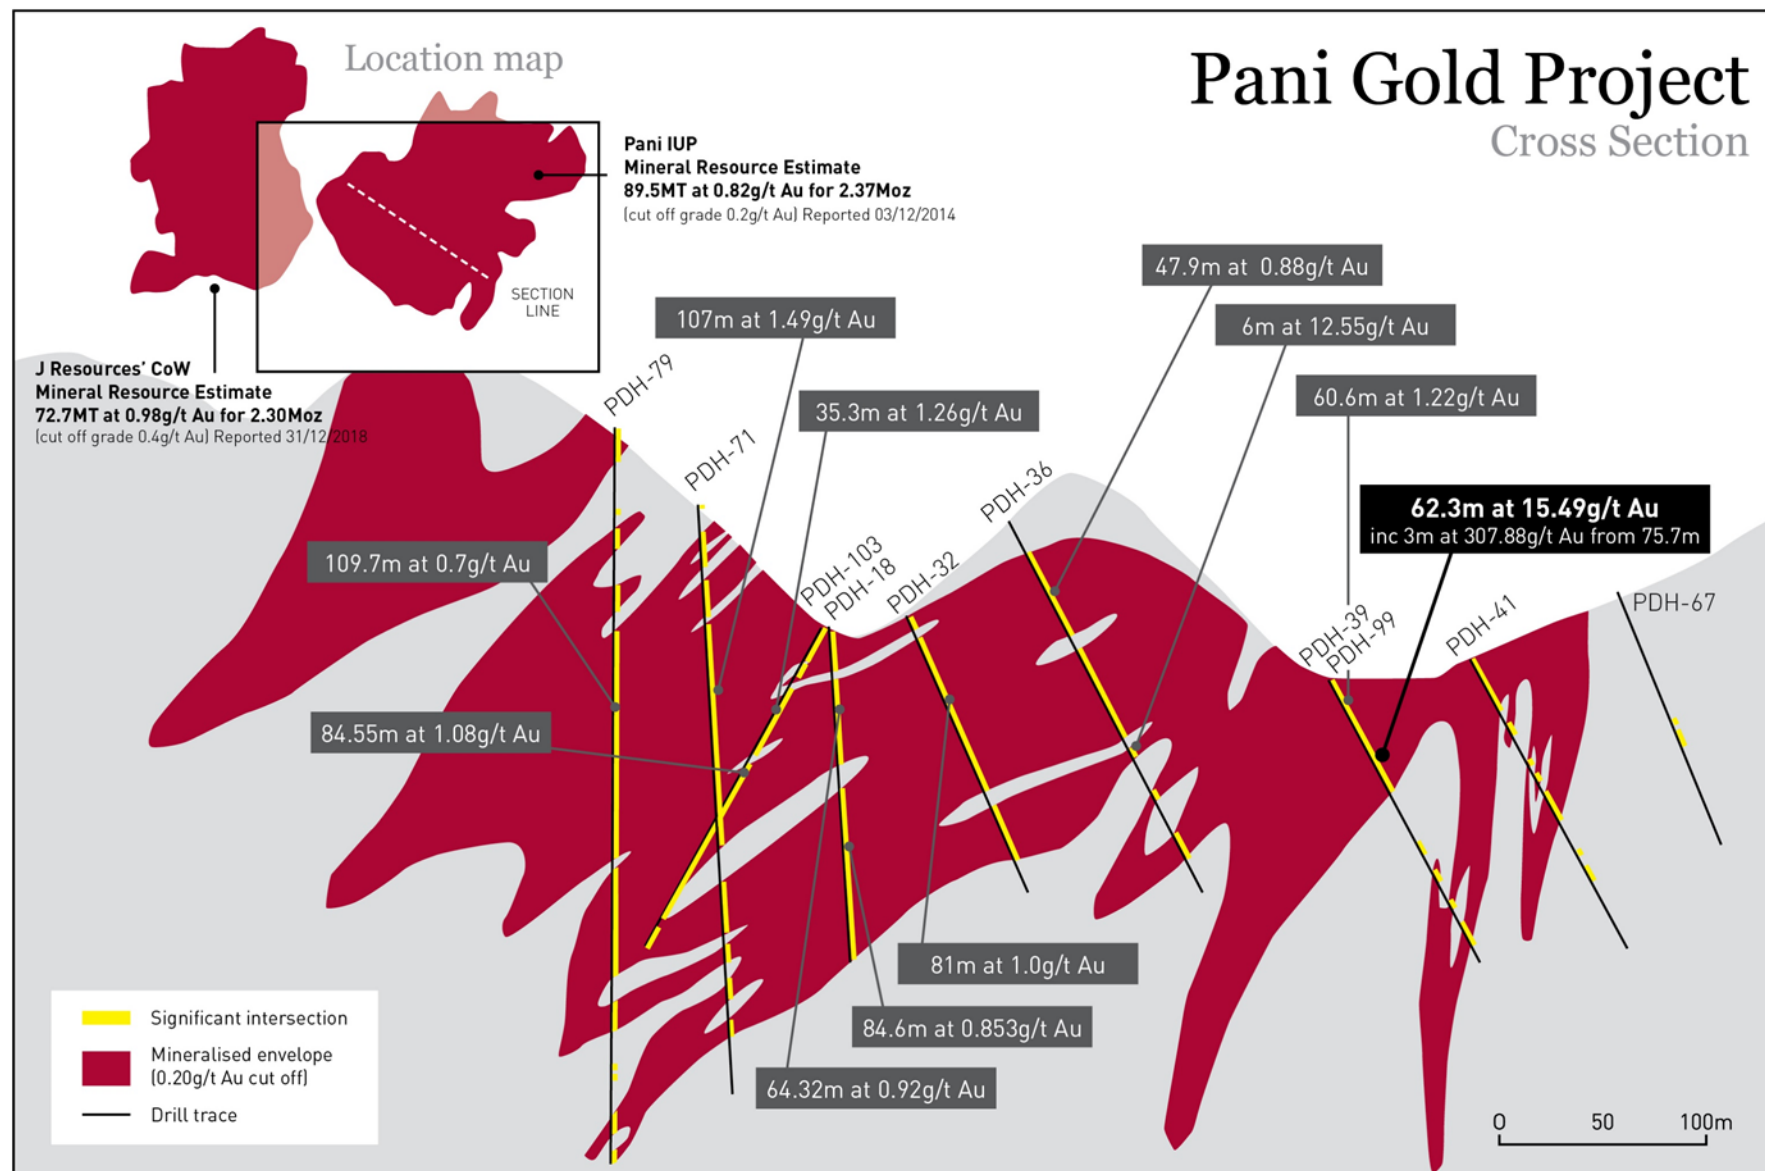 Location map
Pani Gold Project
Cross Section
Pani IUP
Mineral Resource Estimate
89.5MT at 0.82g/t Au for 2.37Moz
(cut off grade 0.2g/t Au) Reported 03/12/2014
SECTION
LINE
J Resources' CoW
Mineral Resource Estimate
72.7MT at 0.98g/t Au for 2.30Moz
(cut off grade 0.4g/t Au) Reported 31/12/2018
47.9m at 0.88g/t Au
107m at 1.49g/t Au
6m at 12.55g/t Au
35.3m at 1.26g/t Au
60.6m at 1.22g/t Au
62.3m at 15.49g/t Au
inc 3m at 307.88g/t Au from 75.7m
109.7m at 0.7g/t Au
84.55m at 1.08g/t Au
PDH-79
PDH-71
PDH-103
PDH-18
PDH-32
PDH-36
PDH-39
PDH-99
PDH-41
PDH-67
81m at 1.0g/t Au
84.6m at 0.853g/t Au
64.32m at 0.92g/t Au
Significant intersection
Mineralised envelope
(0.20g/t Au cut off)
Drill trace
0 50 100m